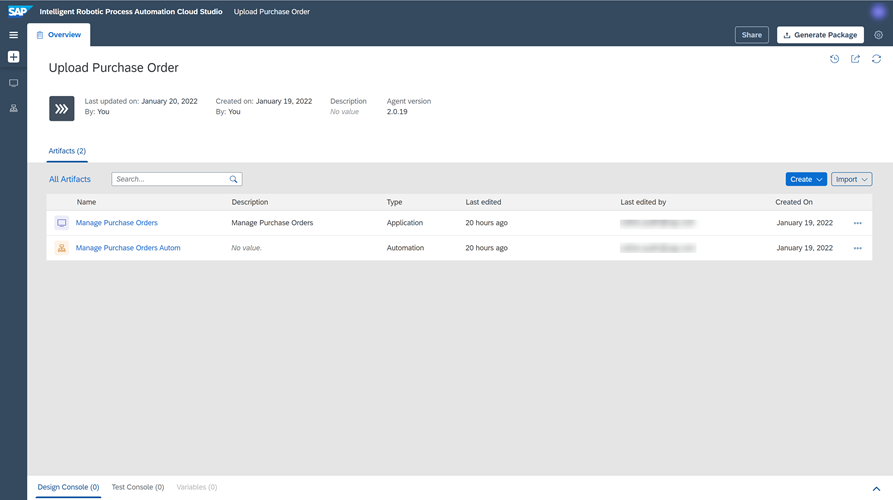 SAP Intelligent Robotic Process Automation Cloud Studio Upload Purchase Order
Overview Share Generate Package
Upload Purchase Order
Last updated on: January 20, 2022 Created on: January 19, 2022 Description Agent version
By: You By: You No value 2.0.19
Artifacts (2)
All Artifacts Search... Create Import
Name Description Type Last edited Last edited by Created On
Manage Purchase Orders Manage Purchase Orders Application 20 hours ago January 19, 2022
Manage Purchase Orders Autom No value. Automation 20 hours ago January 19, 2022
Design Console (0) Test Console (0) Variables (0)